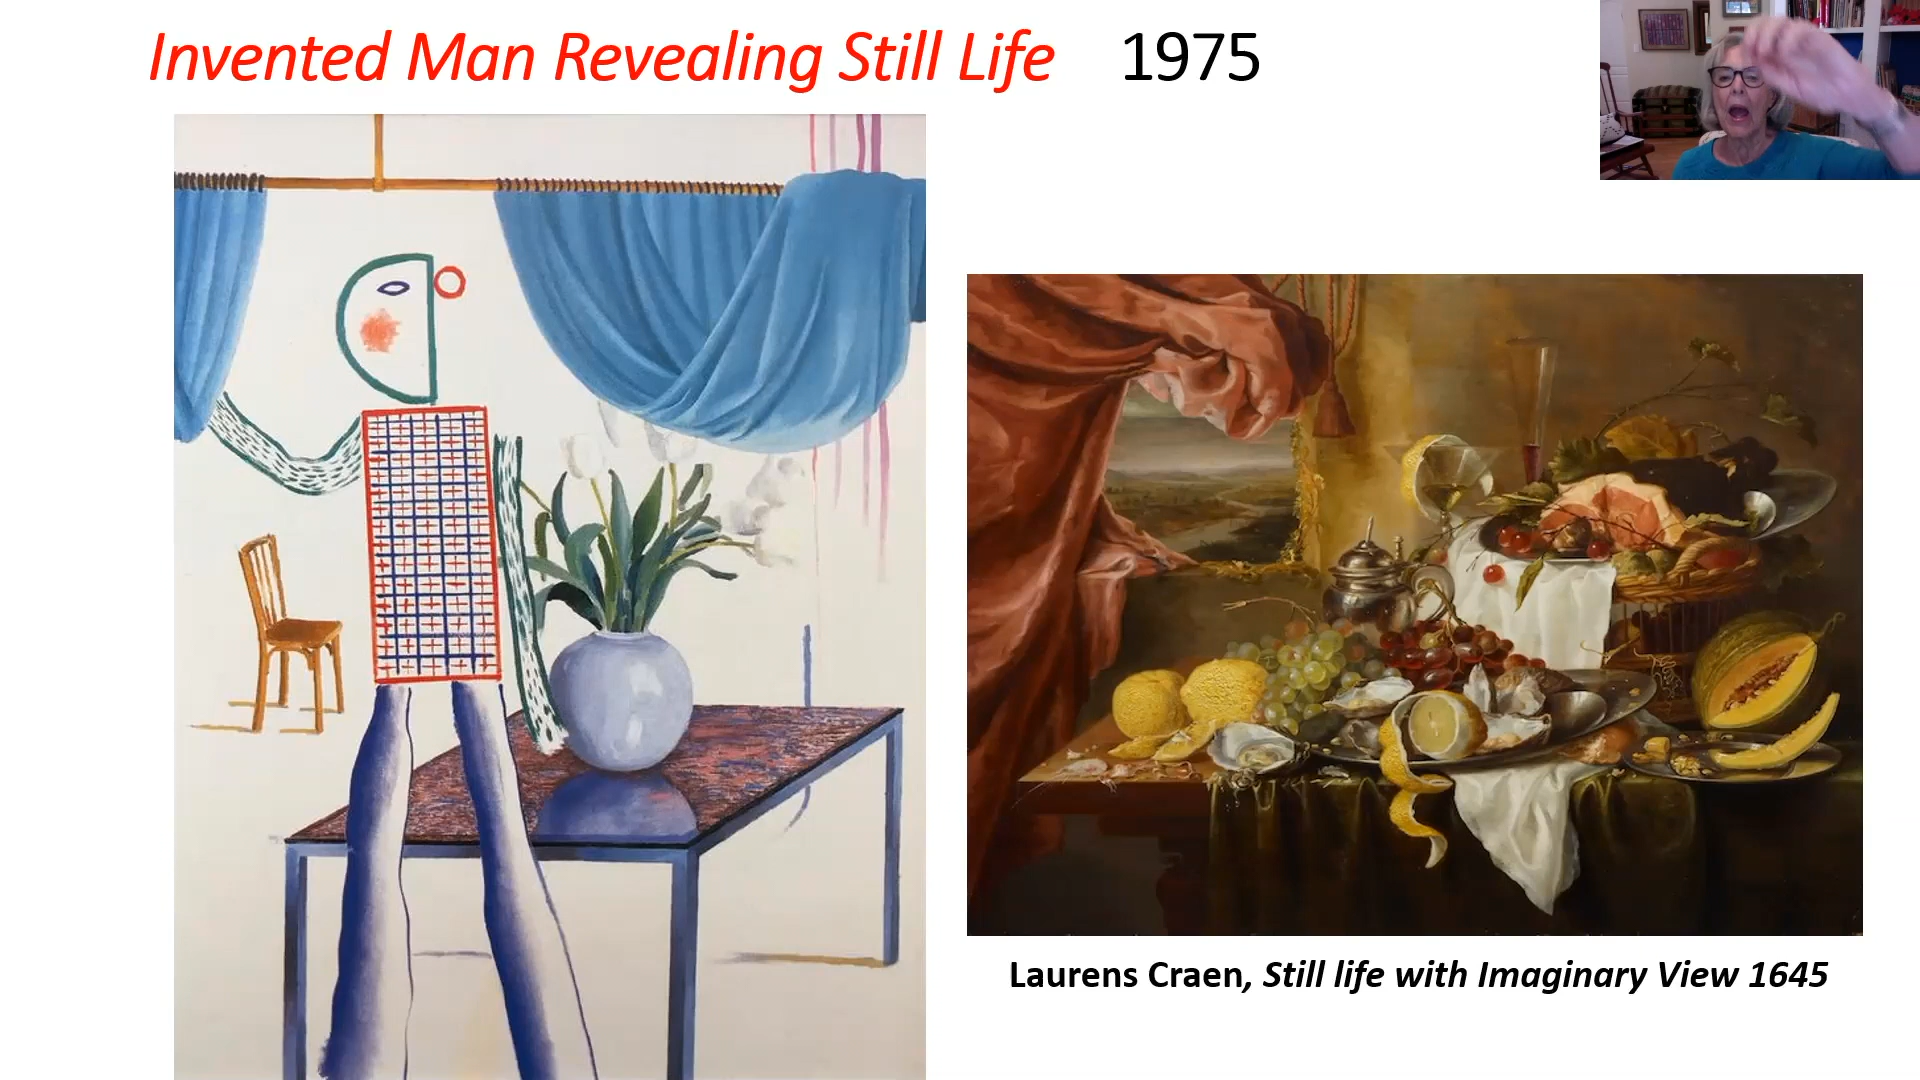 Invented Man Revealing Still Life 1975
Laurens Craen, Still life with Imaginary View 1645